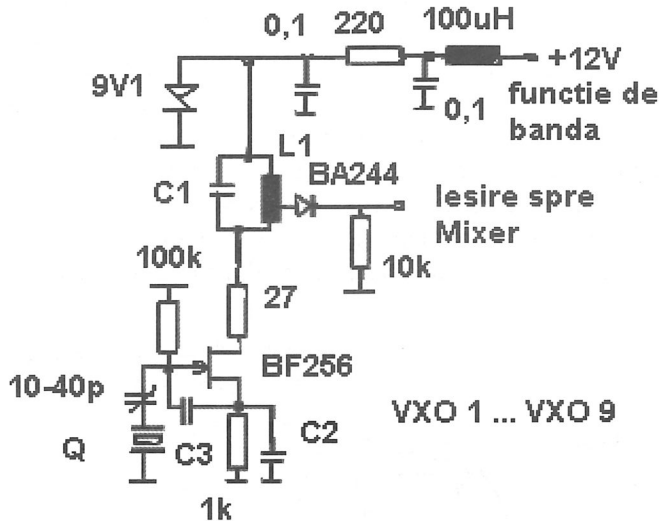 0,1
220
100uH
9V1
+12V
0,1
functie de
banda
L1
C1
BA244
Iesire spre
Mixer
100k
10k
27
BF256
10-40p
VXO 1 ... VXO 9
C2
Q
C3
1k